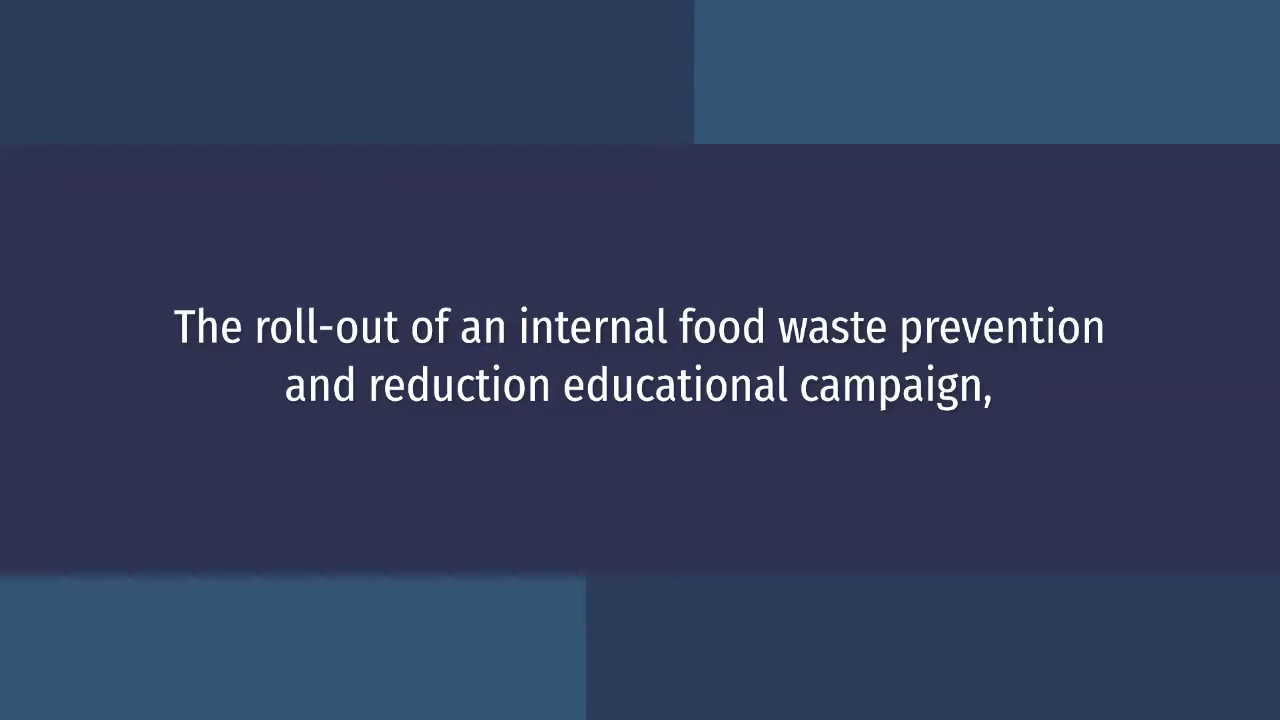 The roll-out of an internal food waste prevention
and reduction educational campaign,